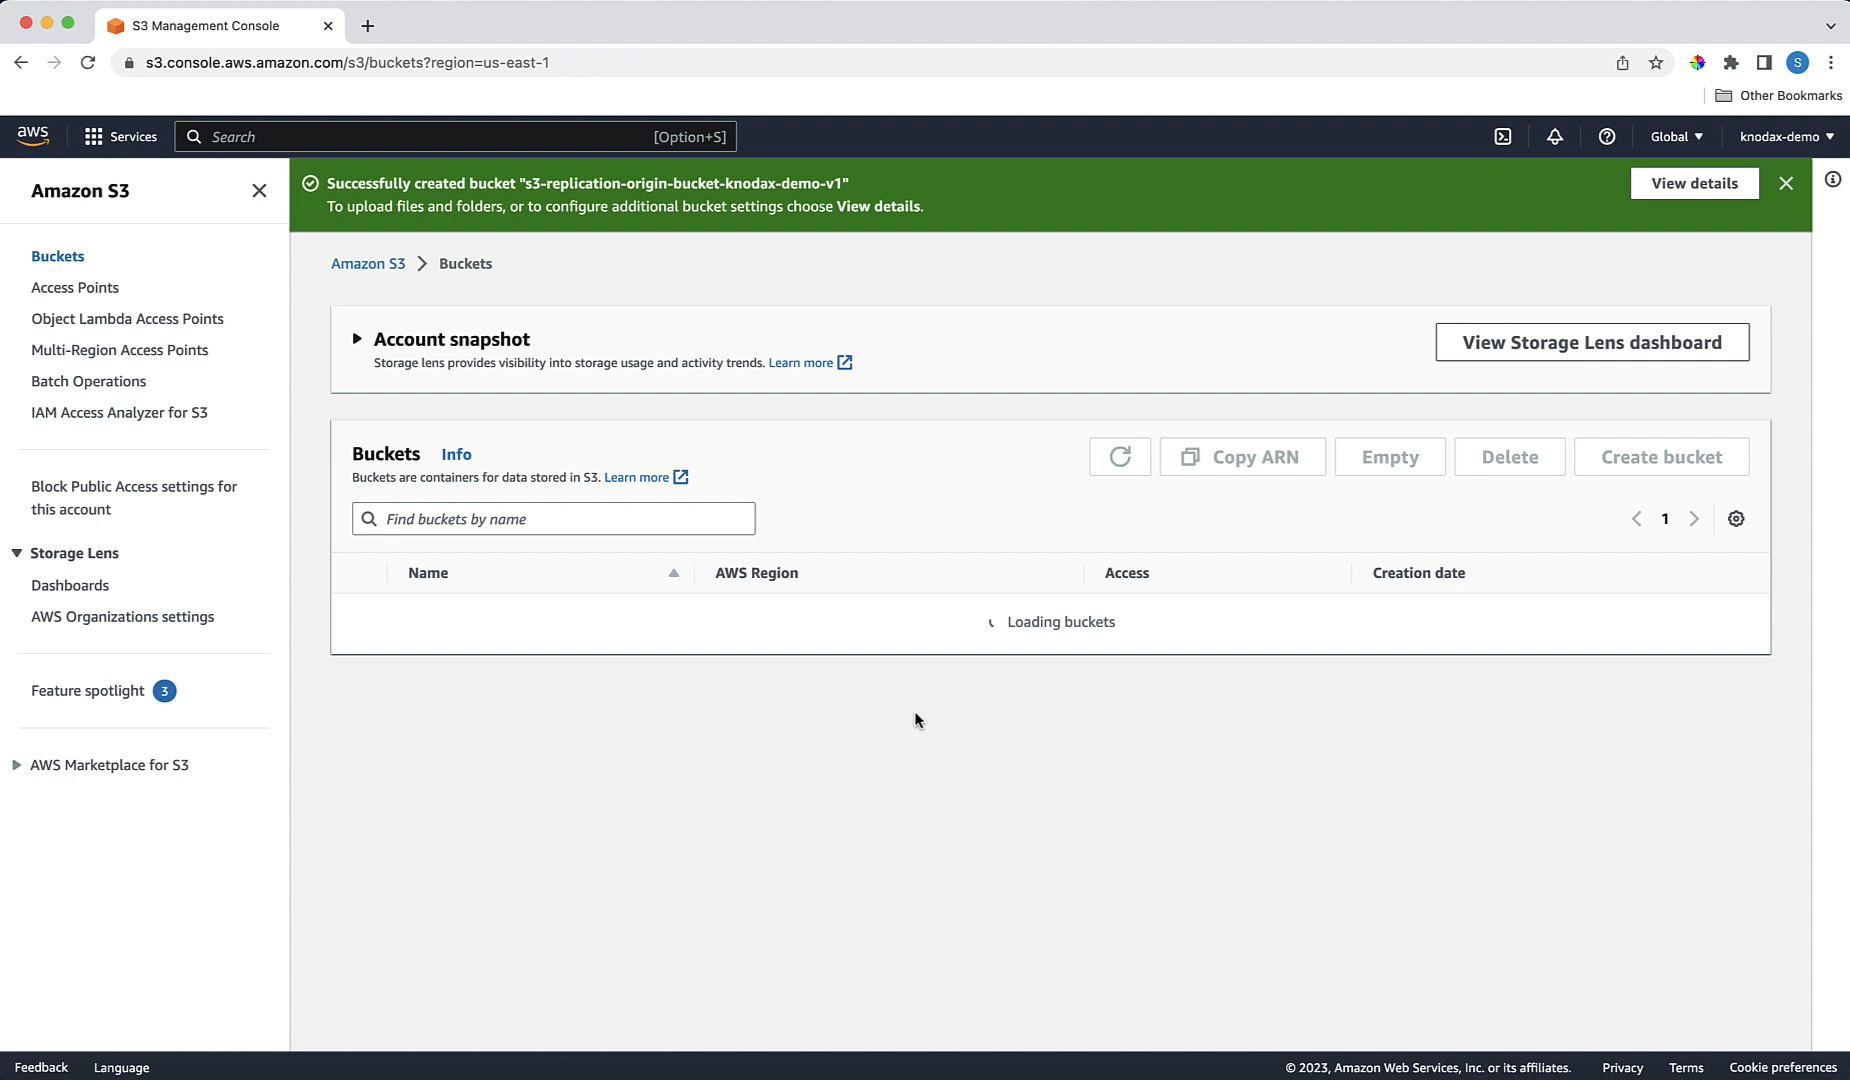 S3 Management Console
s3.console.aws.amazon.com/s3/buckets?region=us-east-1
S
Other Bookmarks
aws
Services
Search
[Option+S]
Global
knodax-demo
Amazon S3
Buckets
Access Points
Object Lambda Access Points
Multi-Region Access Points
Batch Operations
IAM Access Analyzer for S3
Block Public Access settings for
this account
Storage Lens
Dashboards
AWS Organizations settings
Feature spotlight 3
AWS Marketplace for S3
Successfully created bucket "s3-replication-origin-bucket-knodax-demo-v1"
To upload files and folders, or to configure additional bucket settings choose View details.
View details
Amazon S3 > Buckets
Account snapshot
Storage lens provides visibility into storage usage and activity trends. Learn more
View Storage Lens dashboard
Buckets Info
Buckets are containers for data stored in S3. Learn more
Copy ARN
Empty
Delete
Create bucket
Find buckets by name
1
Name
AWS Region
Access
Creation date
Loading buckets
Feedback
Language
© 2023, Amazon Web Services, Inc. or its affiliates.
Privacy
Terms
Cookie preferences